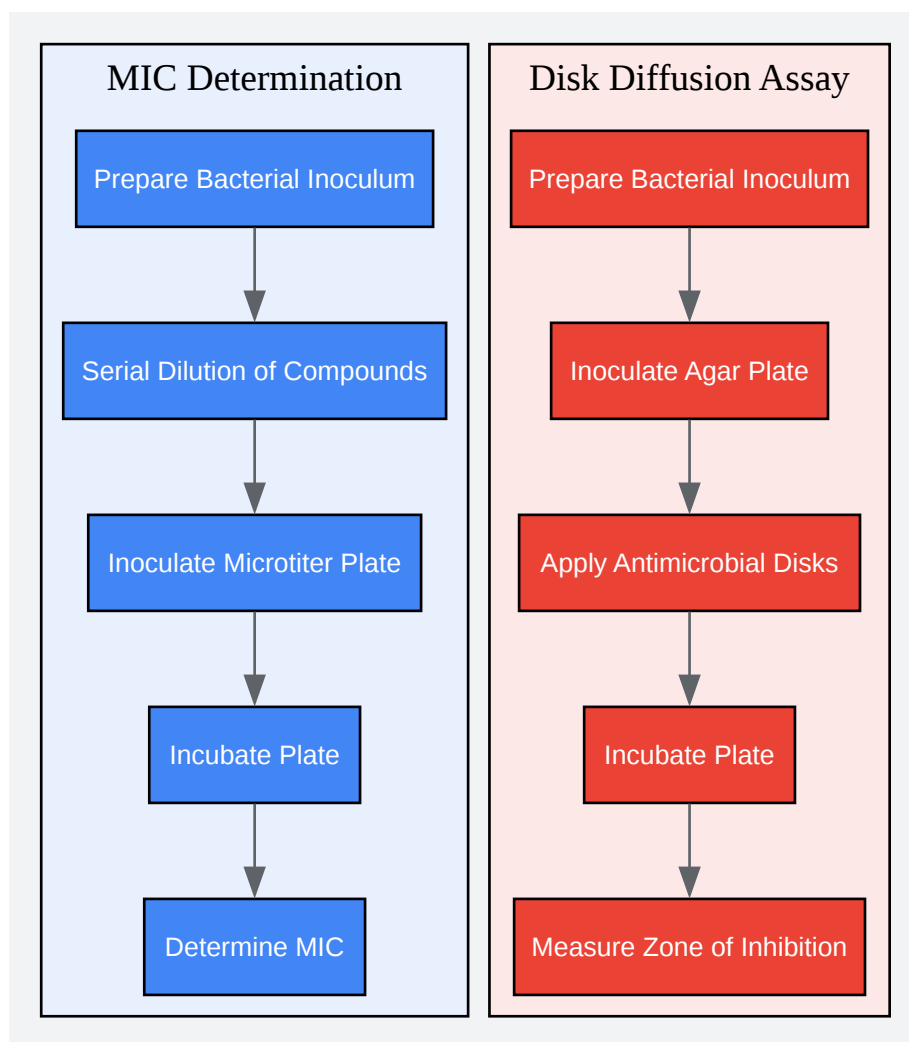 MIC Determination
Prepare Bacterial Inoculum
Serial Dilution of Compounds
Inoculate Microtiter Plate
Incubate Plate
Determine MIC
Disk Diffusion Assay
Prepare Bacterial Inoculum
Inoculate Agar Plate
Apply Antimicrobial Disks
Incubate Plate
Measure Zone of Inhibition